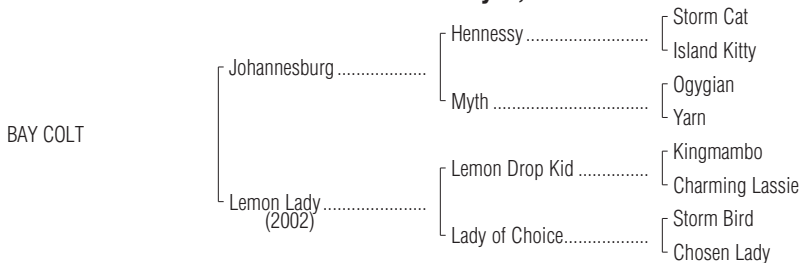 Storm Cat
Hennessy ..............................
Island Kitty
Johannesburg ...................
Ogygian
Myth ......................................
Yarn
BAY COLT
Kingmambo
Lemon Drop Kid .................
Charming Lassie
Lemon Lady ......................
(2002)
Storm Bird
Lady of Choice....................
Chosen Lady